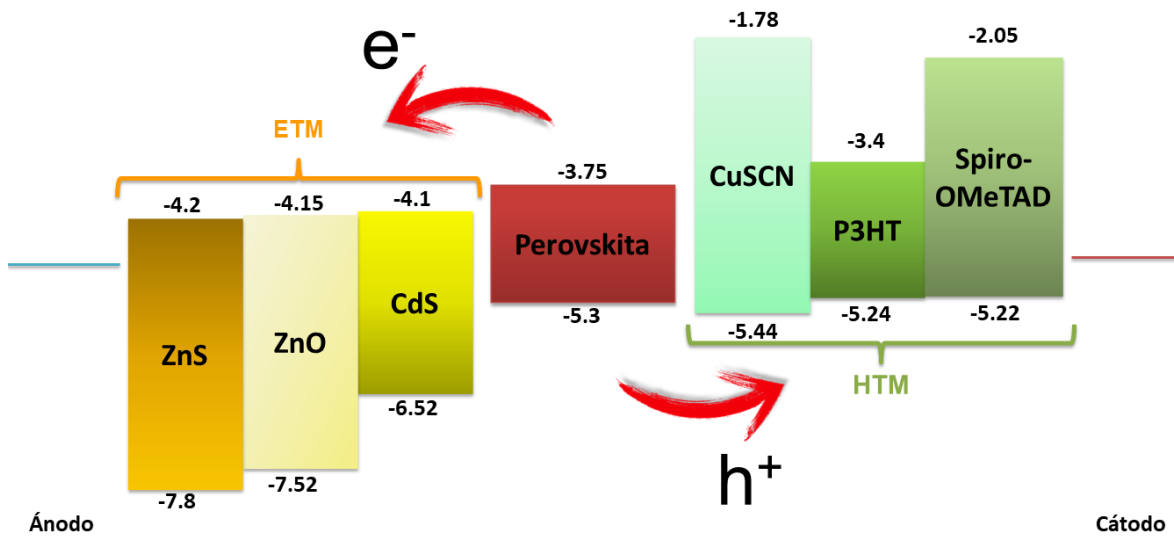 -1.78
-2.05
e-
ETM
-3.4
-3.75
Spiro-
OMeTAD
CuSCN
-4.2
-4.15
-4.1
P3HT
Perovskita
CdS
-5.3
-5.44
-5.24
-5.22
ZnS
ZnO
HTM
-6.52
h+
-7.8
-7.52
Ánodo
Cátodo